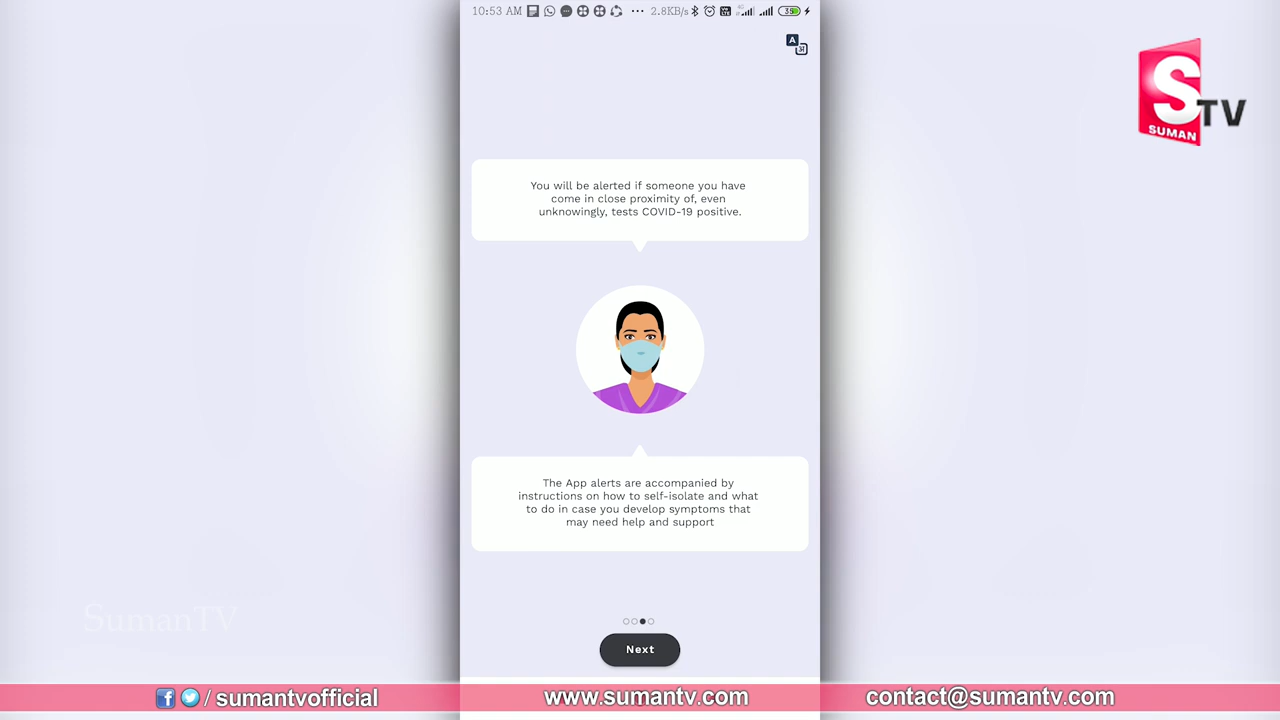 10:53 AM
2.8KB/s
35
A
अ
S
TV
SUMAN
You will be alerted if someone you have
come in close proximity of, even
unknowingly, tests COVID-19 positive.
The App alerts are accompanied by
instructions on how to self-isolate and what
to do in case you develop symptoms that
may need help and support
SumanTV
Next
/ sumantvofficial
www.sumantv.com
contact@sumantv.com